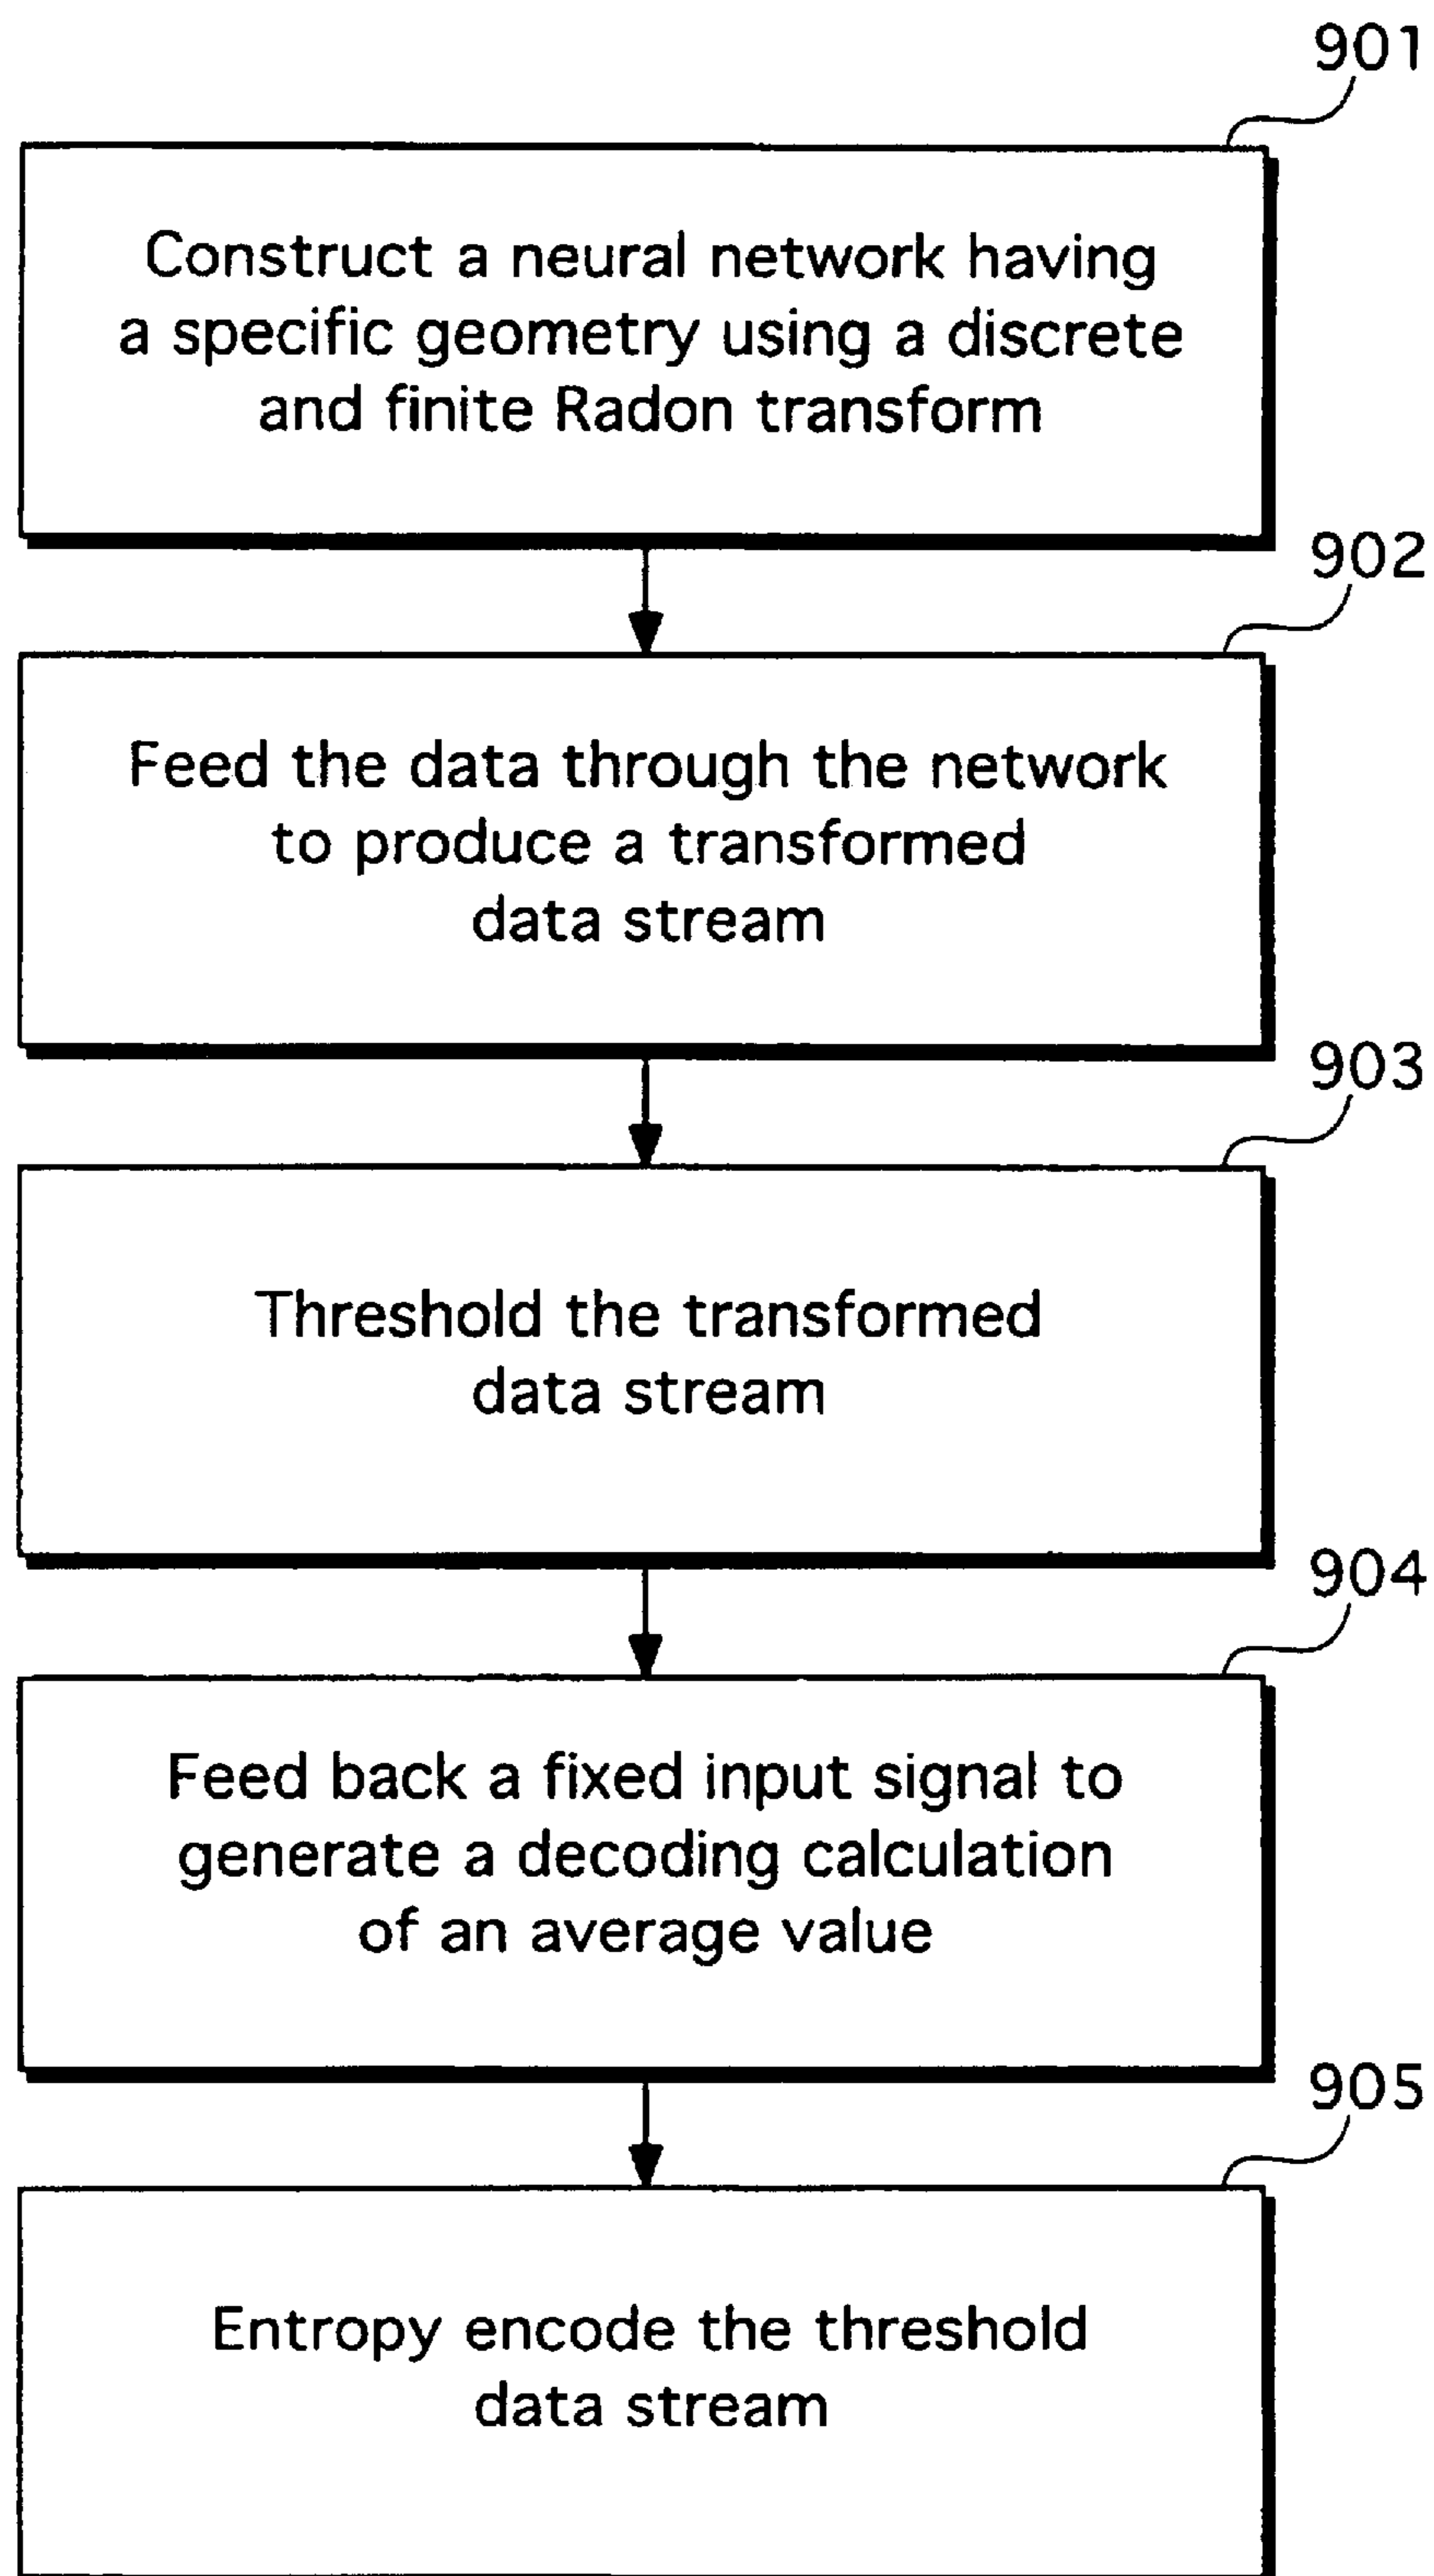 901
Construct a neural network having
a specific geometry using a discrete
and finite Radon transform
902
Feed the data through the network
to produce a transformed
data stream
903
Threshold the transformed
data stream
904
Feed back a fixed input signal to
generate a decoding calculation
of an average value
905
Entropy encode the threshold
data stream